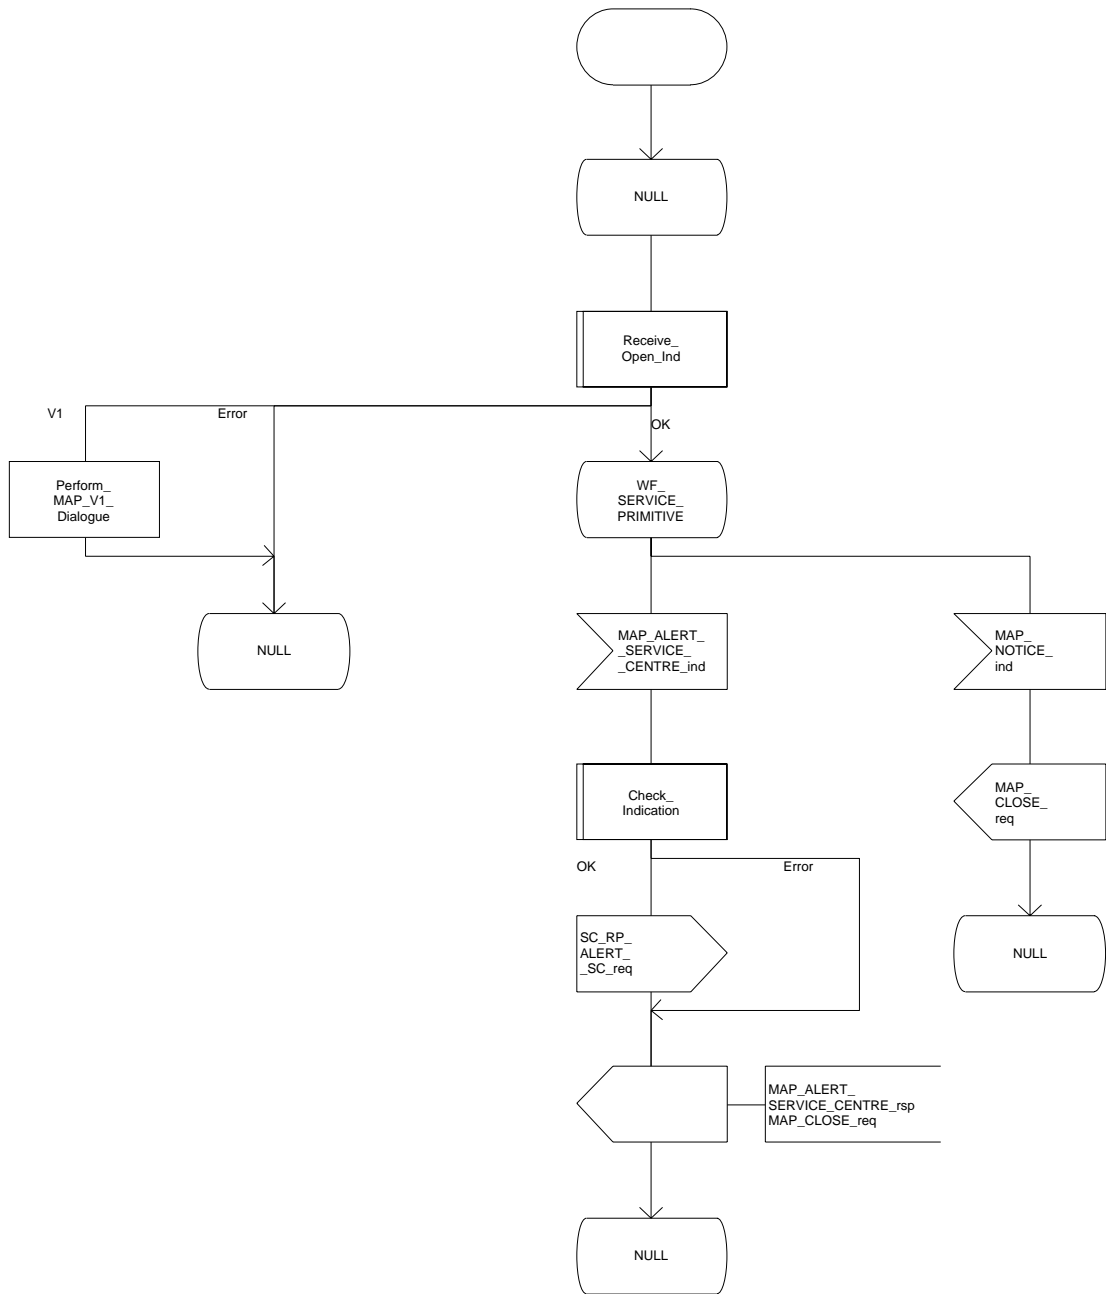 NULL
Receive_
Open_Ind
V1
Error
OK
Perform_
MAP_V1_
Dialogue
WF_
SERVICE_
PRIMITIVE
NULL
MAP_ALERT_
_SERVICE_
_CENTRE_ind
MAP_
NOTICE_
ind
Check_
Indication
MAP_
CLOSE_
req
OK
Error
SC_RP_
ALERT_
_SC_req
NULL
MAP_ALERT_
SERVICE_CENTRE_rsp
MAP_CLOSE_req
NULL